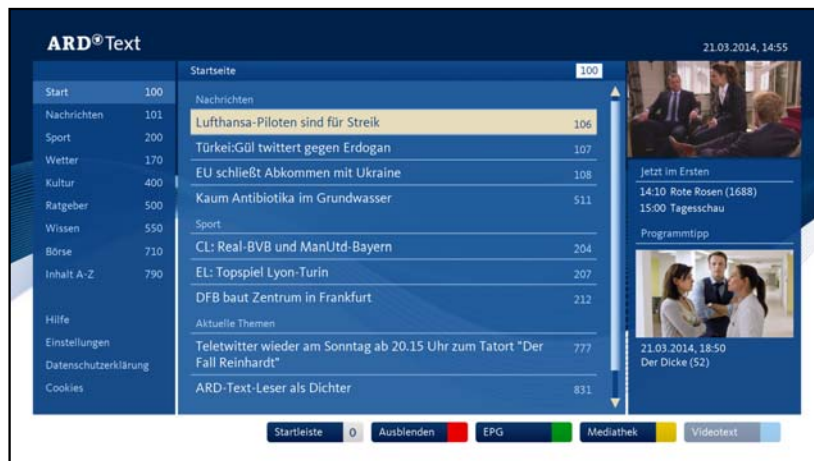 ARD Text
21.03.2014, 14:55
Startseite 100
Start 100
Nachrichten 101
Sport 200
Wetter 170
Kultur 400
Ratgeber 500
Wissen 550
Börse 710
Inhalt A-Z 790
Hilfe
Einstellungen
Datenschutzerklärung
Cookies
Nachrichten
Lufthansa-Piloten sind für Streik 106
Türkei:Gül twittert gegen Erdogan 107
EU schließt Abkommen mit Ukraine 108
Kaum Antibiotika im Grundwasser 511
Sport
CL: Real-BVB und ManUtd-Bayern 204
EL: Topspiel Lyon-Turin 207
DFB baut Zentrum in Frankfurt 212
Aktuelle Themen
Teletwitter wieder am Sonntag ab 20.15 Uhr zum Tatort "Der
Fall Reinhardt" 777
ARD-Text-Leser als Dichter 831
Jetzt im Ersten
14:10 Rote Rosen (1688)
15:00 Tagesschau
Programmtipp
21.03.2014, 18:50
Der Dicke (52)
Startleiste 0 Ausblenden EPG Mediathek Videotext